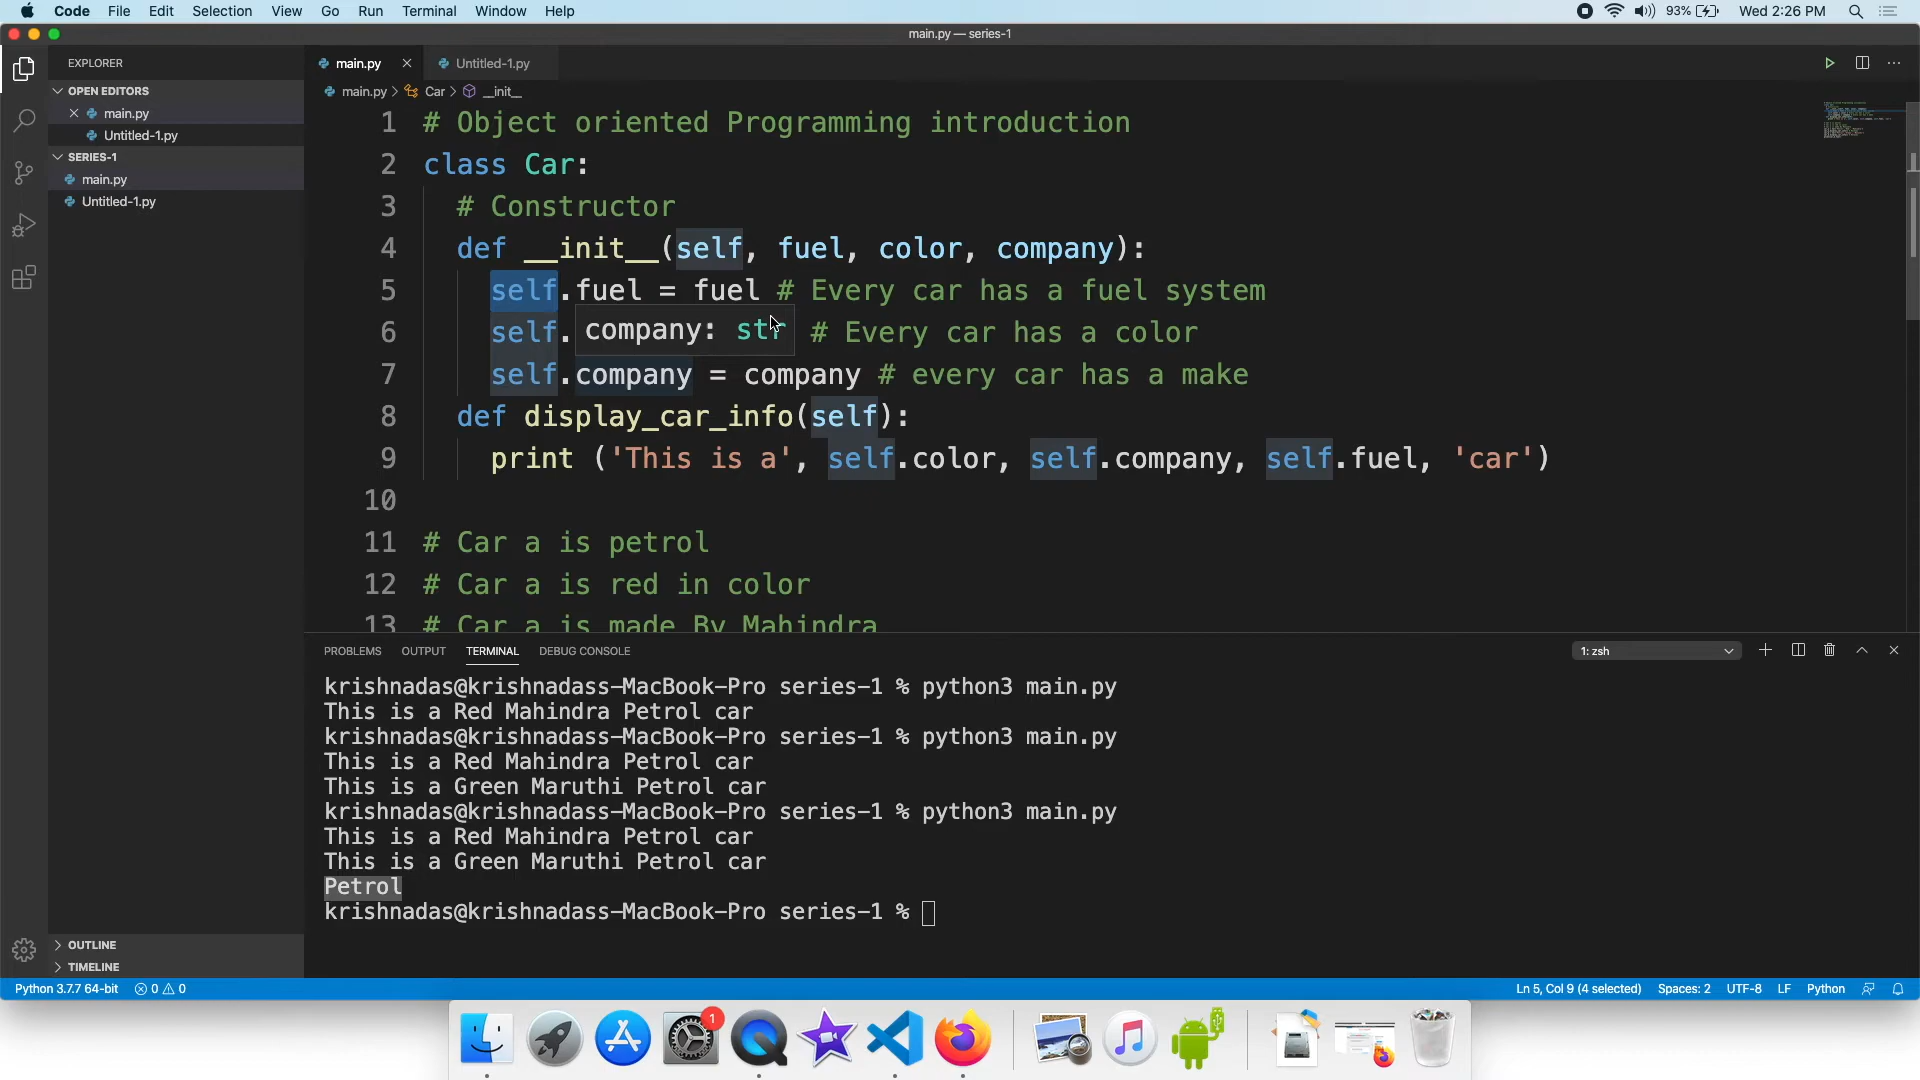 Code File Edit Selection View Go Run Terminal Window Help 93% Wed 2:26 PM
main.py — series-1
EXPLORER
main.py
Untitled-1.py
OPEN EDITORS
main.py > Car > __init__
main.py
Untitled-1.py
SERIES-1
main.py
Untitled-1.py
1 # Object oriented Programming introduction
2 class Car:
3 # Constructor
4 def __init__(self, fuel, color, company):
5 self.fuel = fuel # Every car has a fuel system
6 self. # Every car has a color
company: str
7 self.company = company # every car has a make
8 def display_car_info(self):
9 print ('This is a', self.color, self.company, self.fuel, 'car')
10
11 # Car a is petrol
12 # Car a is red in color
13 # Car a is made By Mahindra
PROBLEMS OUTPUT TERMINAL DEBUG CONSOLE 1: zsh
krishnadas@krishnadass-MacBook-Pro series-1 % python3 main.py
This is a Red Mahindra Petrol car
krishnadas@krishnadass-MacBook-Pro series-1 % python3 main.py
This is a Red Mahindra Petrol car
This is a Green Maruthi Petrol car
krishnadas@krishnadass-MacBook-Pro series-1 % python3 main.py
This is a Red Mahindra Petrol car
This is a Green Maruthi Petrol car
Petrol
krishnadas@krishnadass-MacBook-Pro series-1 %
OUTLINE
TIMELINE
Python 3.7.7 64-bit 0 0 Ln 5, Col 9 (4 selected) Spaces: 2 UTF-8 LF Python
1